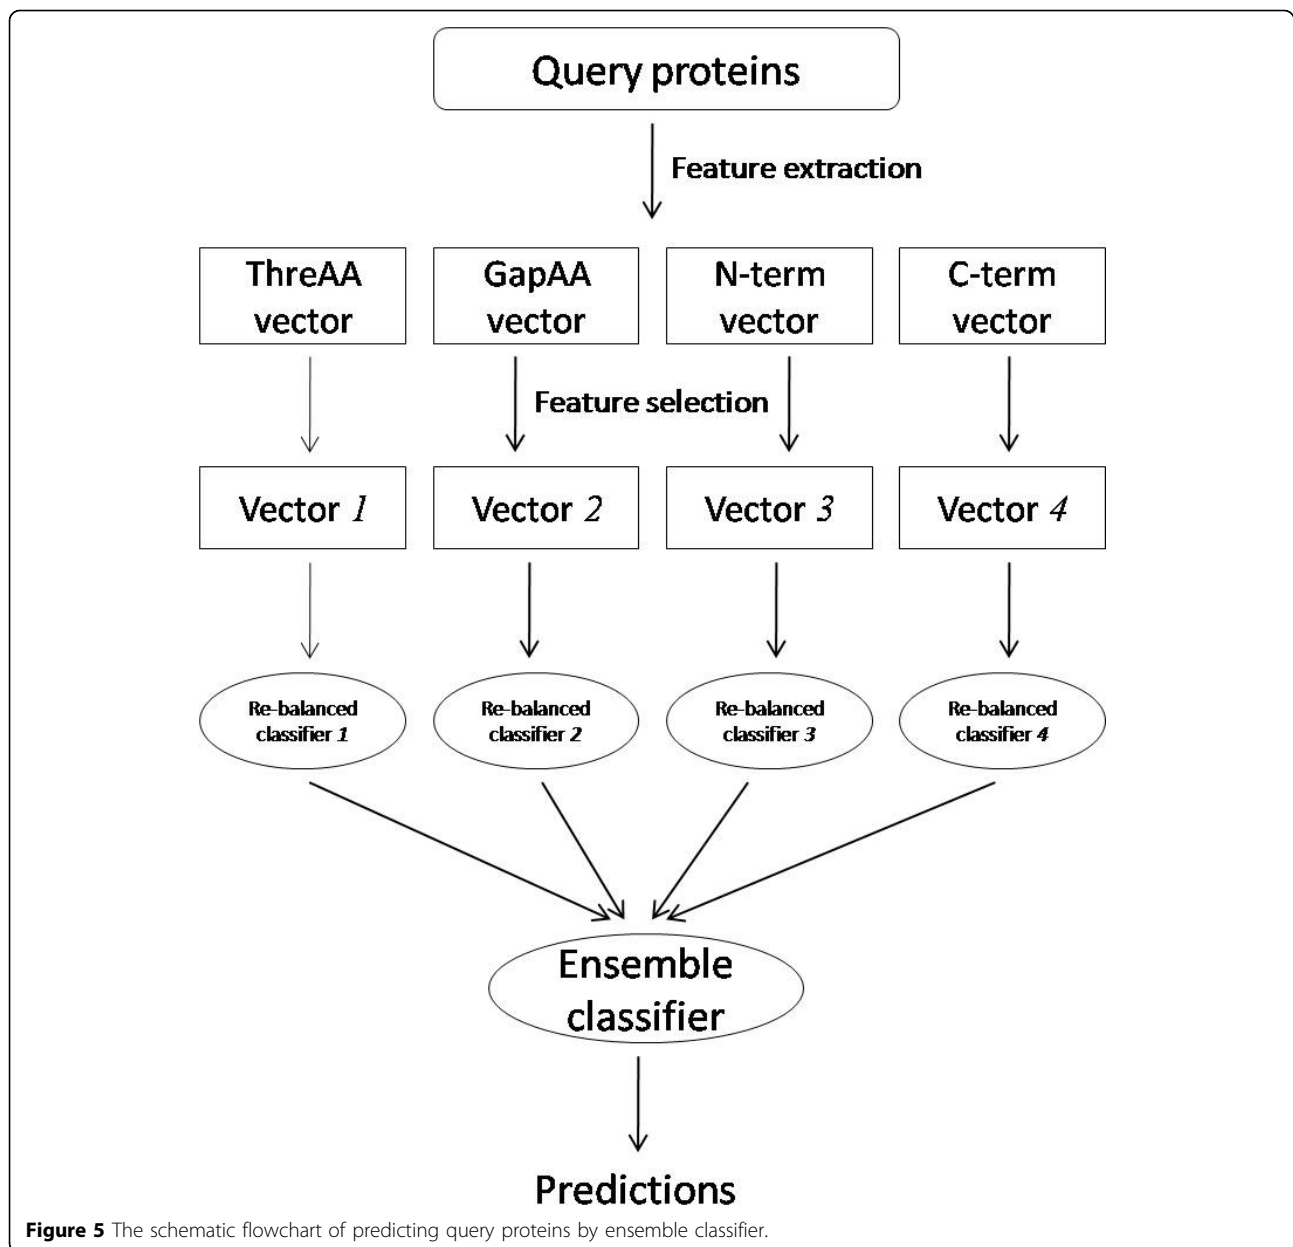 Query proteins
Feature extraction
ThreAA
vector
GapAA
vector
N-term
vector
C-term
vector
Feature selection
Vector 1
Vector 2
Vector 3
Vector 4
Re-balanced
classifier 1
Re-balanced
classifier 2
Re-balanced
classifier 3
Re-balanced
classifier 4
Ensemble
classifier
Predictions
Figure 5 The schematic flowchart of predicting query proteins by ensemble classifier.